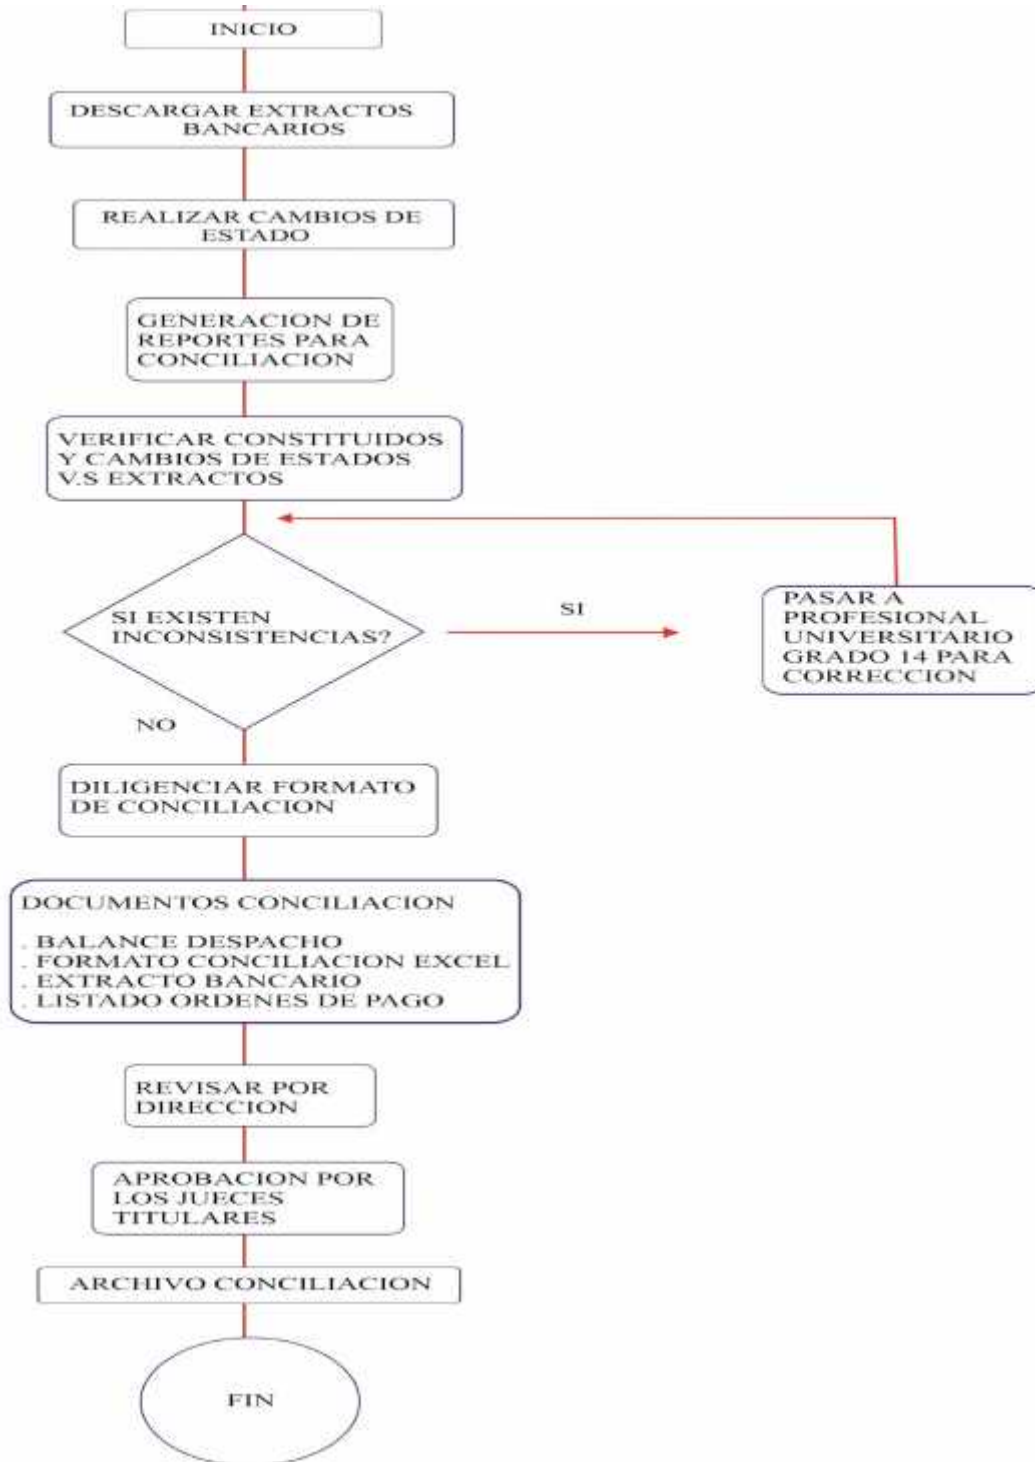 INICIO
DESCARGAR EXTRACTOS
BANCARIOS
REALIZAR CAMBIOS DE
ESTADO
GENERACION DE
REPORTES PARA
CONCILIACION
VERIFICAR CONSTITUIDOS
Y CAMBIOS DE ESTADOS
V.S EXTRACTOS
SI EXISTEN
INCONSISTENCIAS?
SI
PASAR A
PROFESIONAL
UNIVERSITARIO
GRADO 14 PARA
CORRECCION
NO
DILIGENCIAR FORMATO
DE CONCILIACION
DOCUMENTOS CONCILIACION
. BALANCE DESPACHO
. FORMATO CONCILIACION EXCEL
. EXTRACTO BANCARIO
. LISTADO ORDENES DE PAGO
REVISAR POR
DIRECCION
APROBACION POR
LOS JUECES
TITULARES
ARCHIVO CONCILIACION
FIN